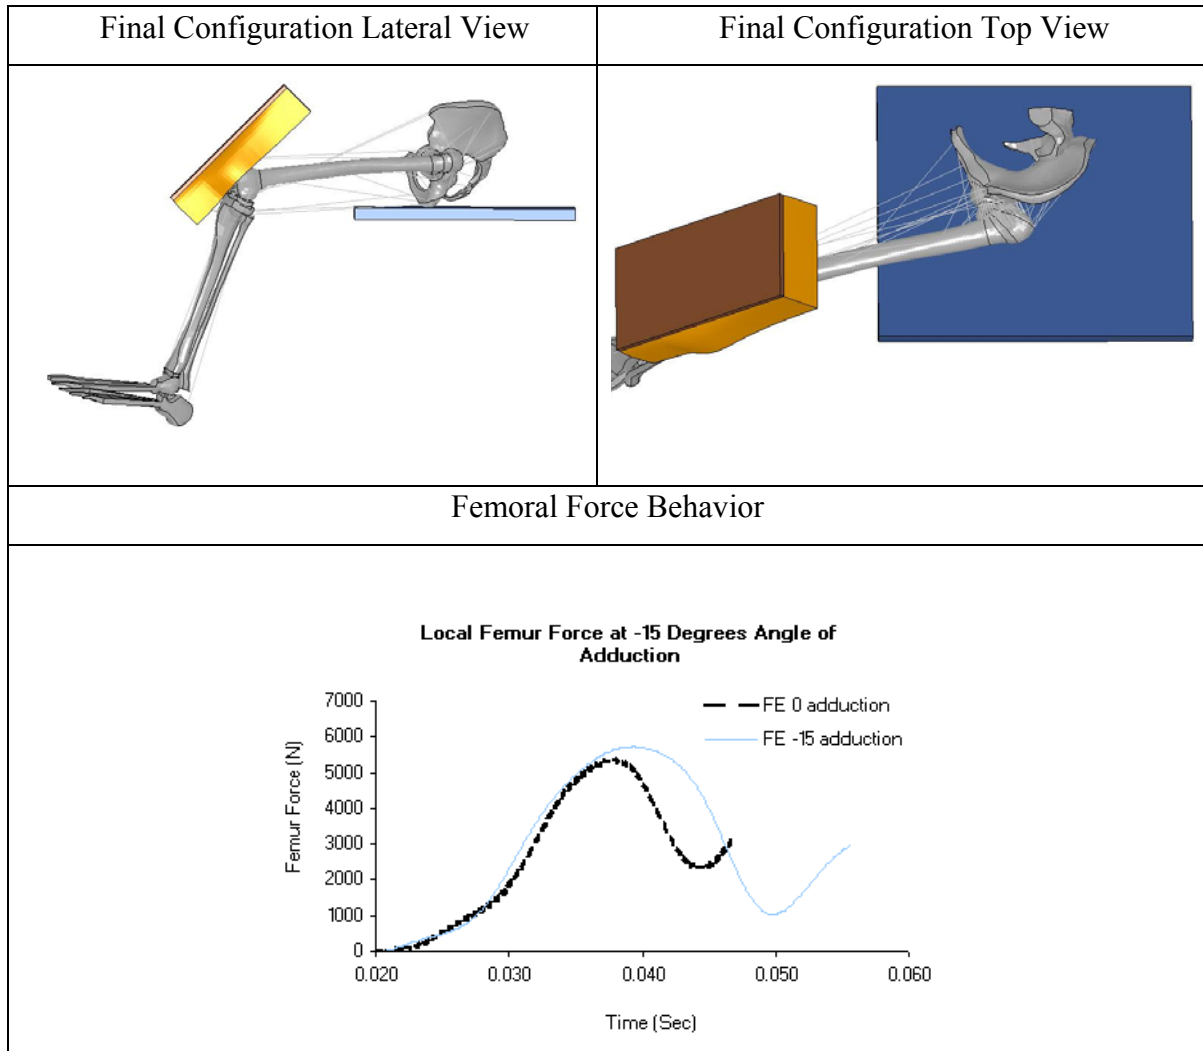 Final Configuration Lateral View
Final Configuration Top View
Femoral Force Behavior
Local Femur Force at -15 Degrees Angle of
Adduction
7000
6000
5000
4000
3000
2000
1000
0
Femur Force (N)
FE 0 adduction
FE -15 adduction
0.020
0.030
0.040
0.050
0.060
Time (Sec)